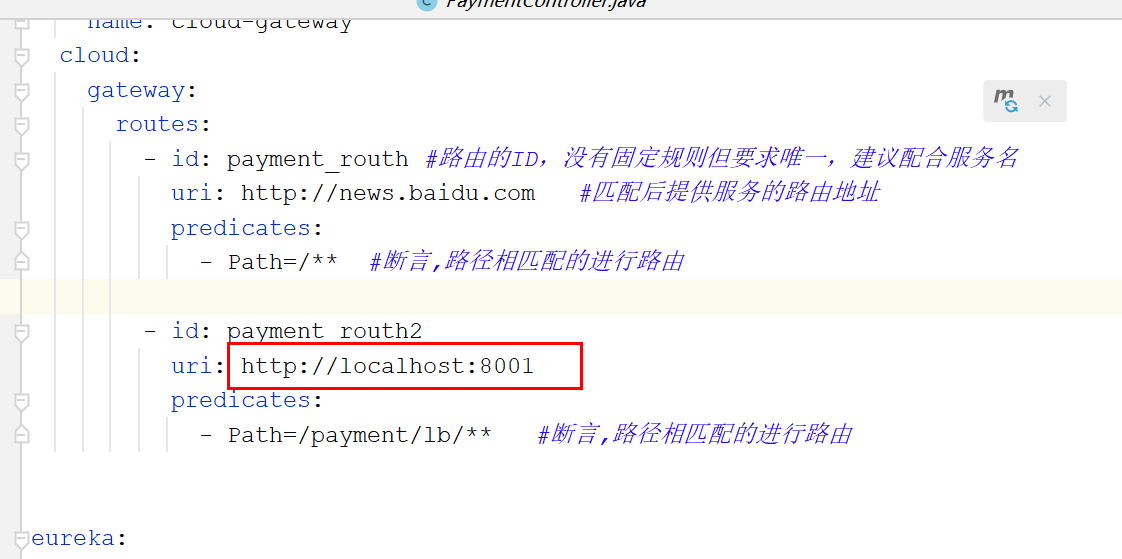 PaymentController.java
name: cloud-gateway
cloud:
gateway:
routes:
- id: payment_routh #路由的ID，没有固定规则但要求唯一，建议配合服务名
uri: http://news.baidu.com #匹配后提供服务的路由地址
predicates:
- Path=/** #断言,路径相匹配的进行路由
- id: payment_routh2
uri: http://localhost:8001
predicates:
- Path=/payment/lb/** #断言,路径相匹配的进行路由
eureka: